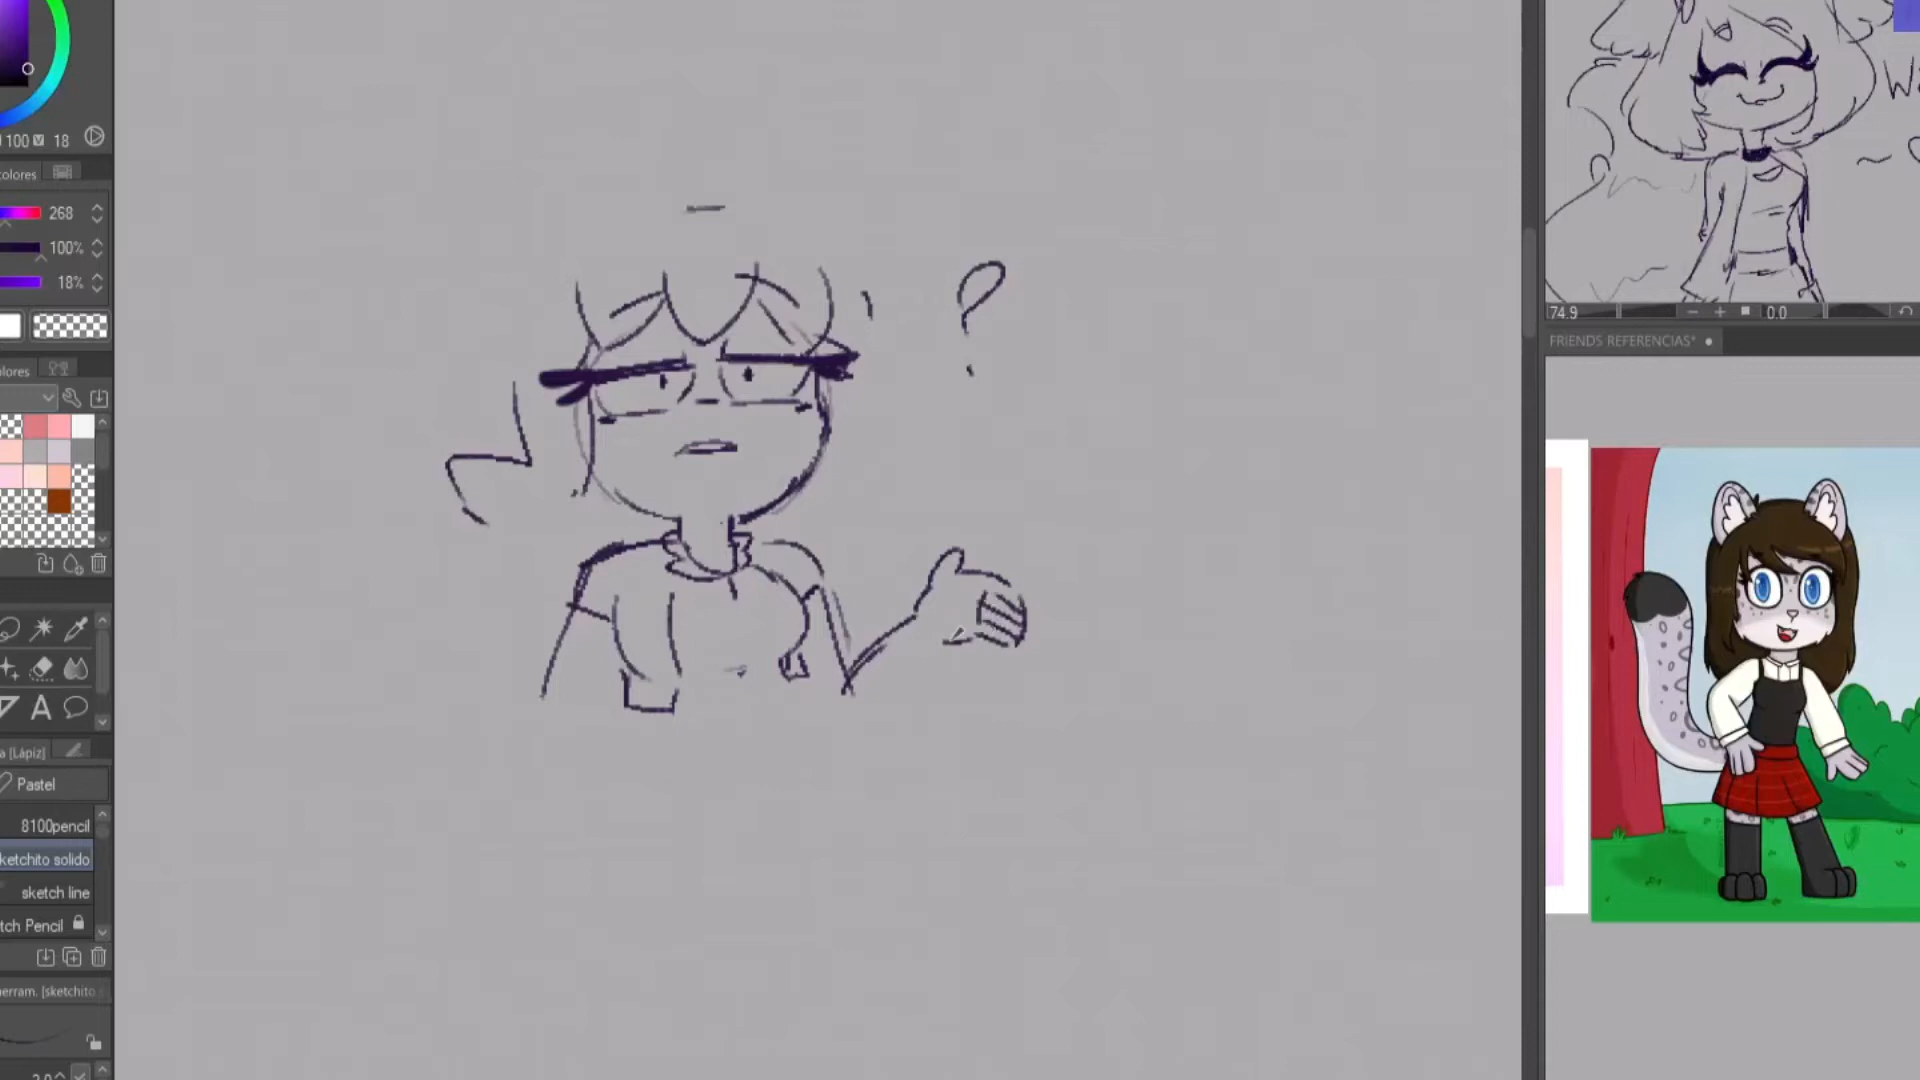 100 18
colores
268
100%
18%
olores
A
a [Lápiz]
Pastel
8100pencil
ketchito solido
sketch line
tch Pencil
erram. [sketchito s
?
74.9 0.0
FRIENDS REFERENCIAS*